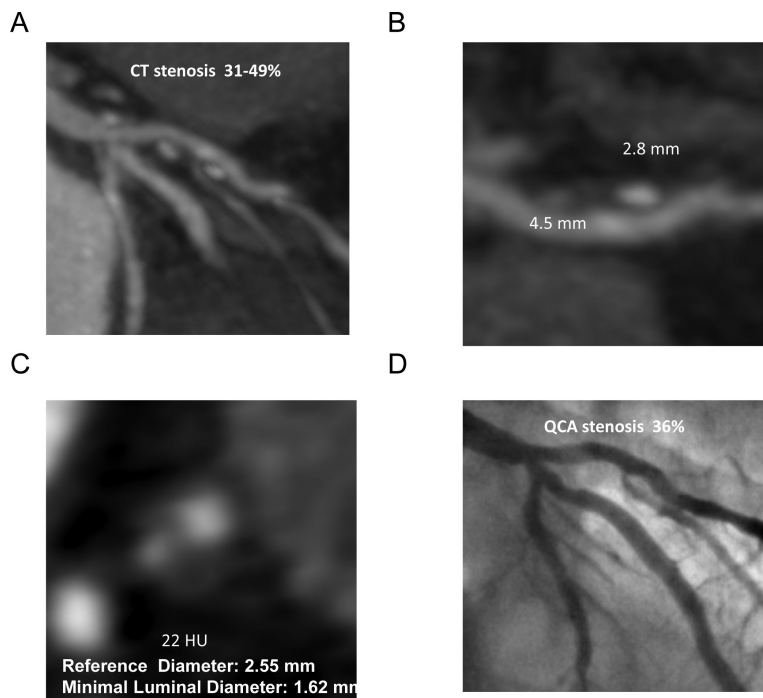 A
B
CT stenosis 31-49%
2.8 mm
4.5 mm
C
D
QCA stenosis 36%
22 HU
Reference Diameter: 2.55 mm
Minimal Luminal Diameter: 1.62 mm